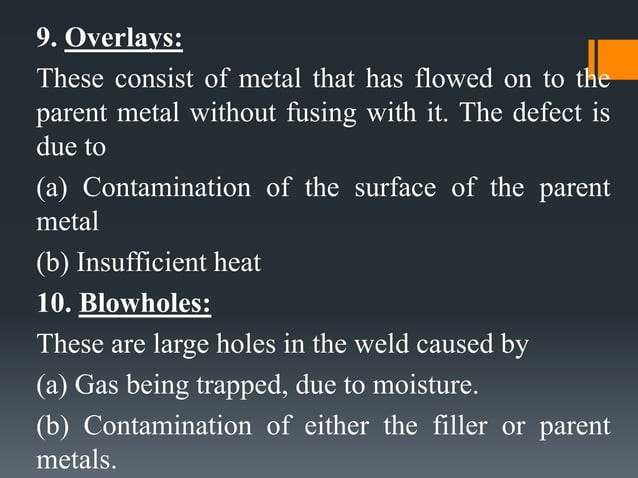 9. Overlays:
These consist of metal that has flowed on to the
parent metal without fusing with it. The defect is
due to
(a) Contamination of the surface of the parent
metal
(b) Insufficient heat
10. Blowholes:
These are large holes in the weld caused by
(a) Gas being trapped, due to moisture.
(b) Contamination of either the filler or parent
metals.